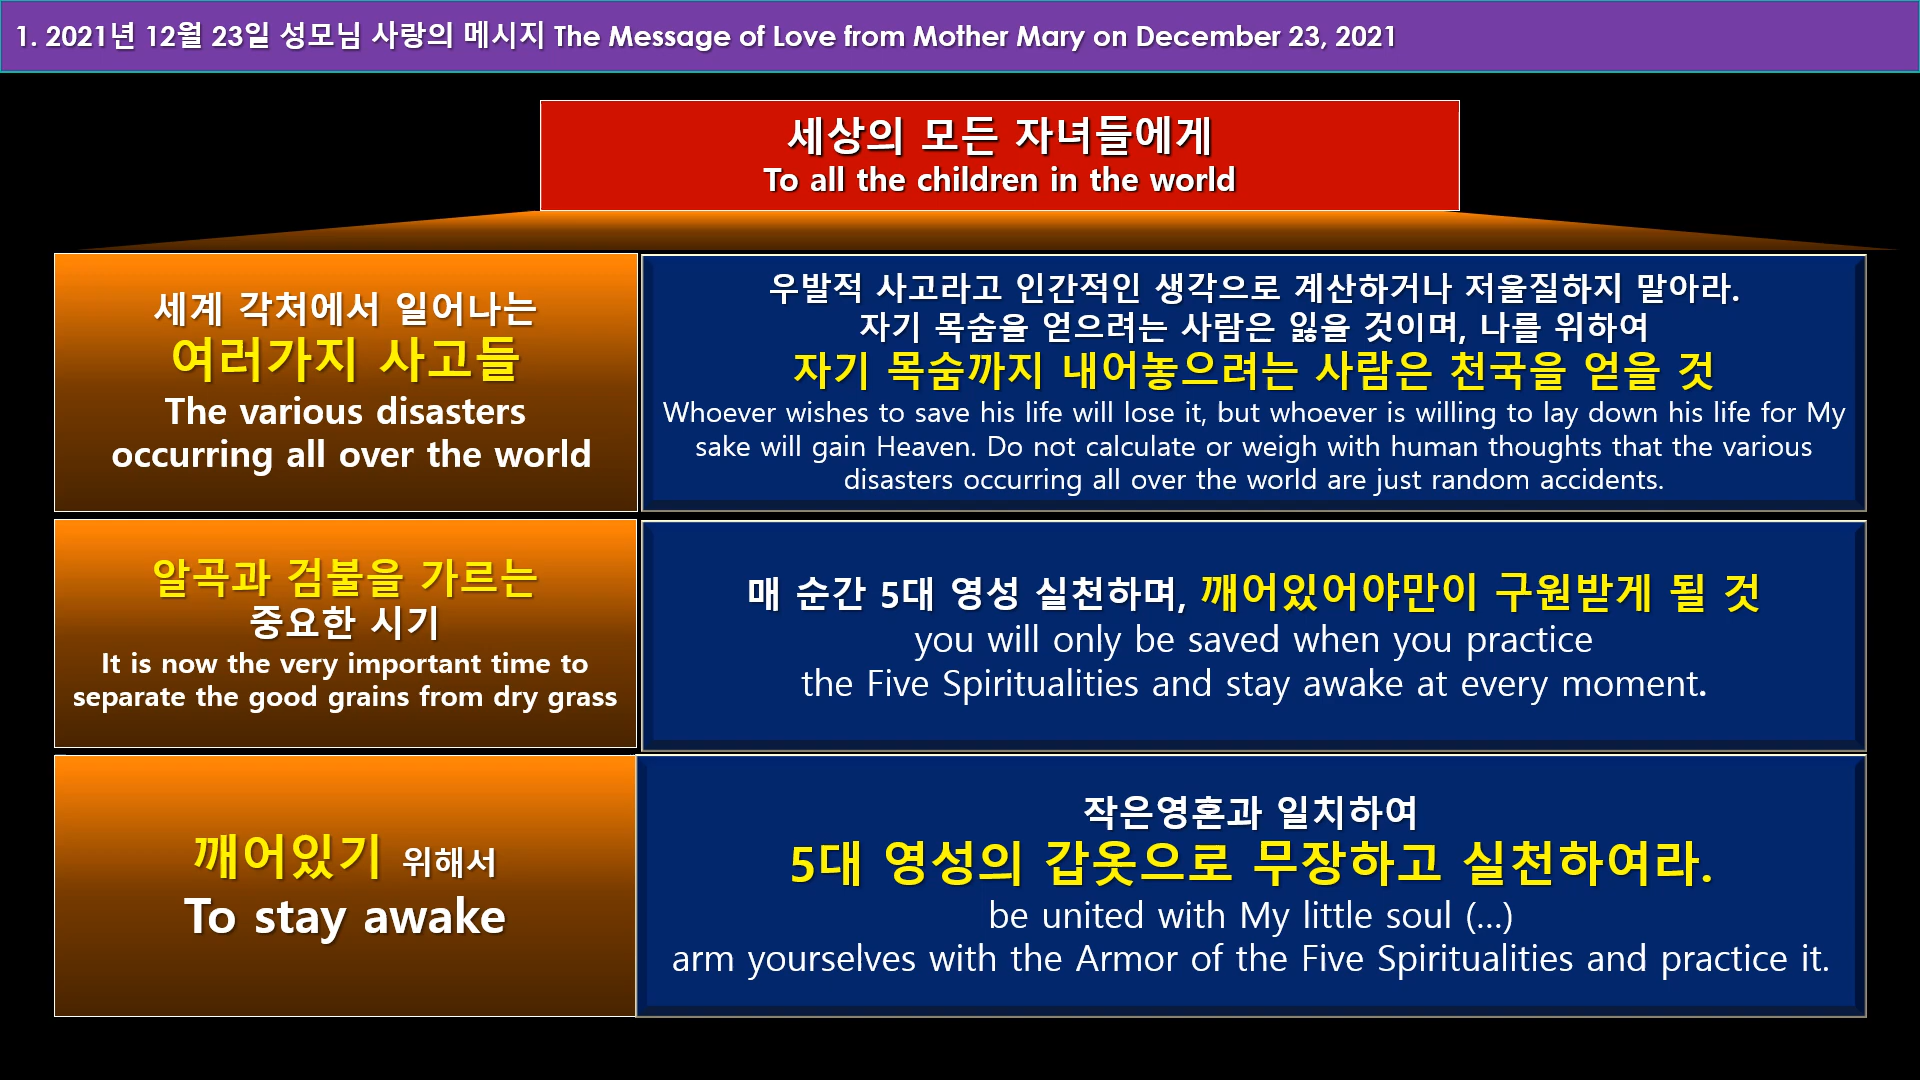 1. 2021년 12월 23일 성모님 사랑의 메시지 The Message of Love from Mother Mary on December 23, 2021
세상의 모든 자녀들에게
To all the children in the world
세계 각처에서 일어나는
여러가지 사고들
The various disasters
occurring all over the world
우발적 사고라고 인간적인 생각으로 계산하거나 저울질하지 말아라.
자기 목숨을 얻으려는 사람은 잃을 것이며, 나를 위하여
자기 목숨까지 내어놓으려는 사람은 천국을 얻을 것
Whoever wishes to save his life will lose it, but whoever is willing to lay down his life for My
sake will gain Heaven. Do not calculate or weigh with human thoughts that the various
disasters occurring all over the world are just random accidents.
알곡과 검불을 가르는
중요한 시기
It is now the very important time to
separate the good grains from dry grass
매 순간 5대 영성 실천하며, 깨어있어야만이 구원받게 될 것
you will only be saved when you practice
the Five Spiritualities and stay awake at every moment.
깨어있기 위해서
To stay awake
작은영혼과 일치하여
5대 영성의 갑옷으로 무장하고 실천하여라.
be united with My little soul (...)
arm yourselves with the Armor of the Five Spiritualities and practice it.